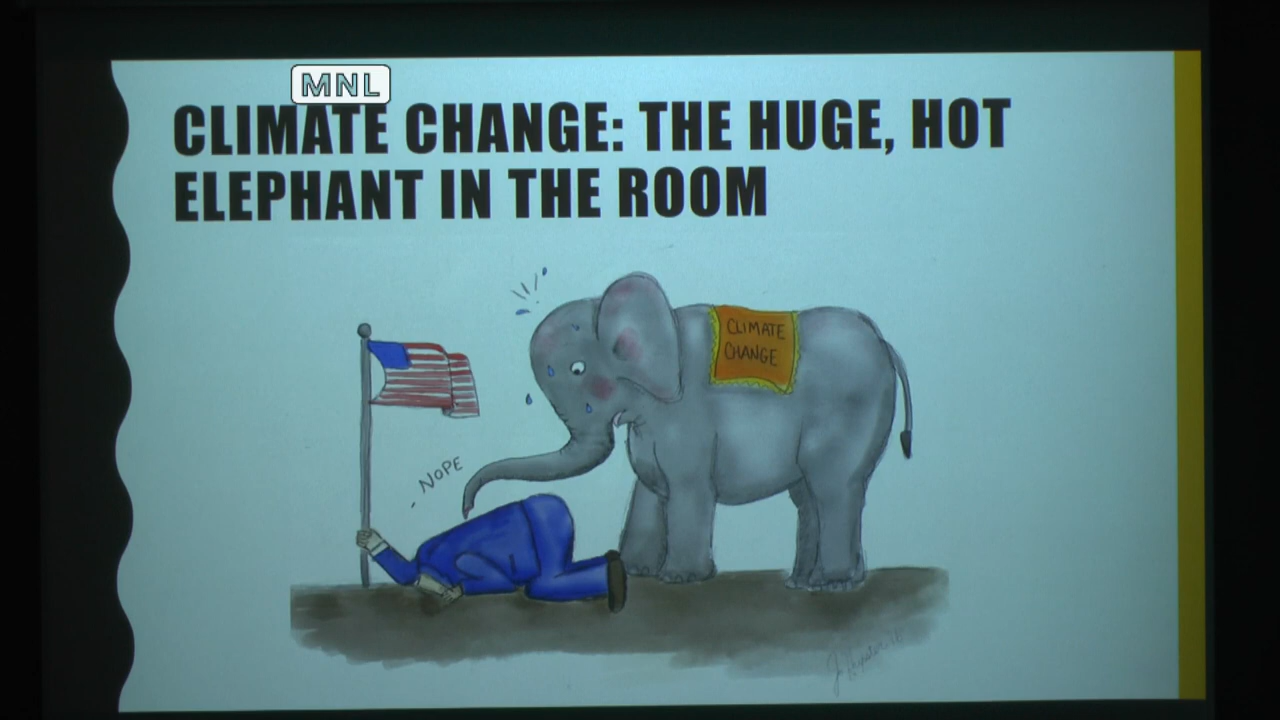 MNL
CLIMATE CHANGE: THE HUGE, HOT
ELEPHANT IN THE ROOM
CLIMATE
CHANGE
NOPE